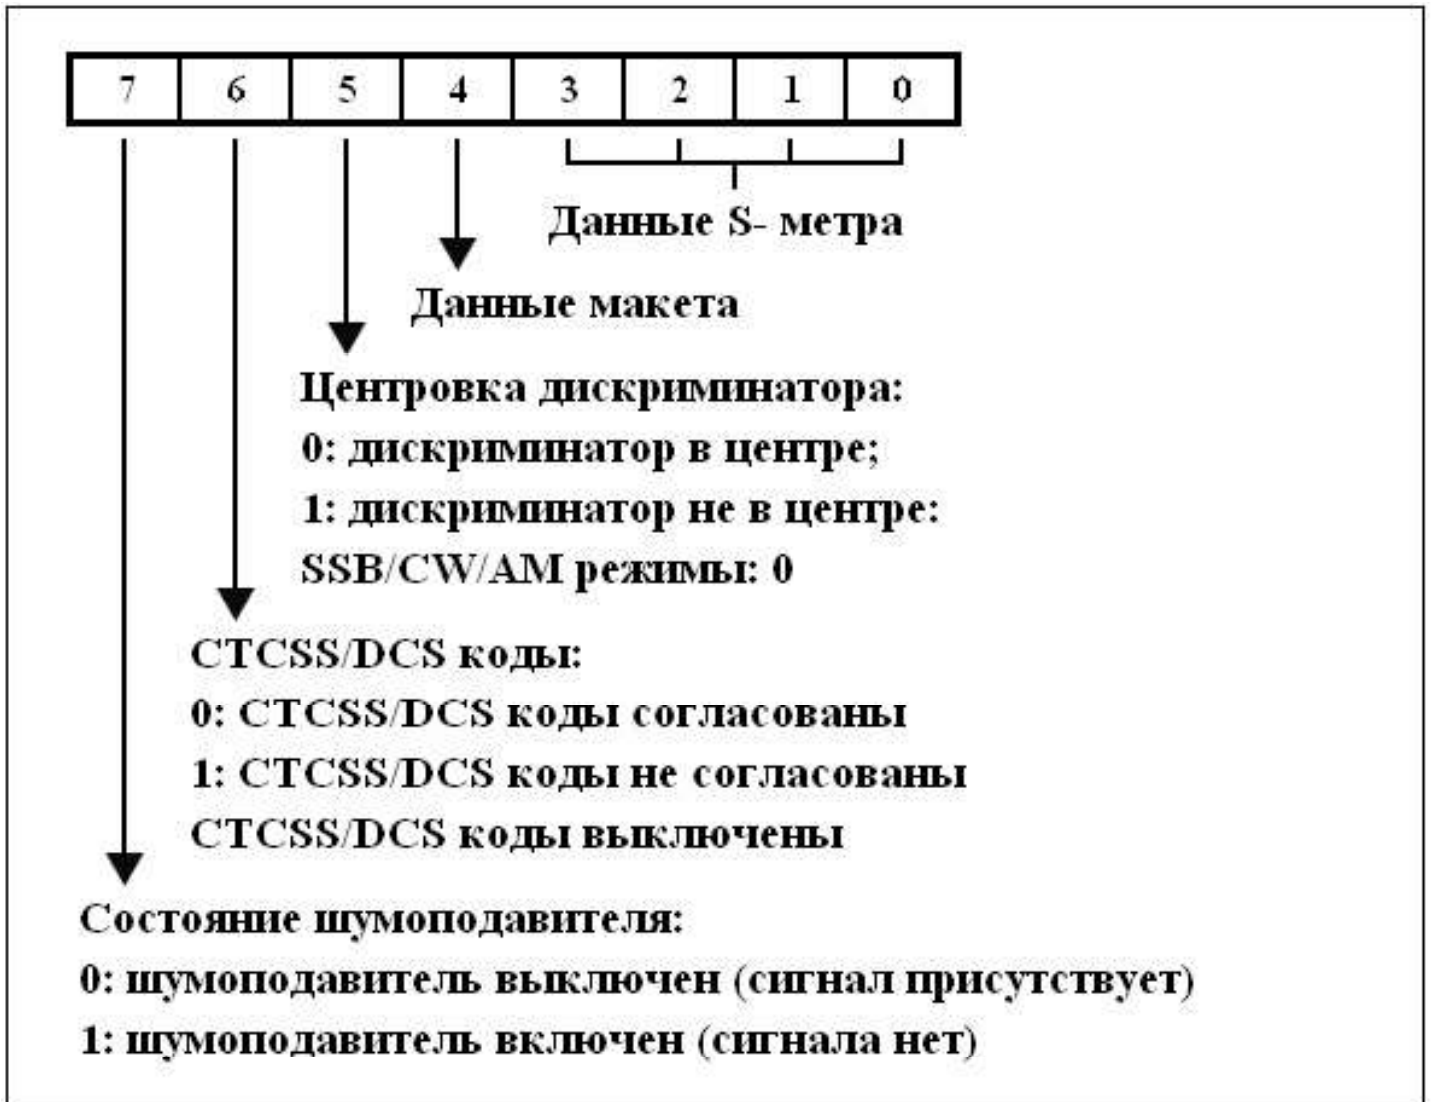 7 6 5 4 3 2 1 0
Данные S- метра
Данные макета
Центровка дискриминатора:
0: дискриминатор в центре;
1: дискриминатор не в центре:
SSB/CW/AM режимы: 0
CTCSS/DCS коды:
0: CTCSS/DCS коды согласованы
1: CTCSS/DCS коды не согласованы
CTCSS/DCS коды выключены
Состояние шумоподавителя:
0: шумоподавитель выключен (сигнал присутствует)
1: шумоподавитель включен (сигнала нет)